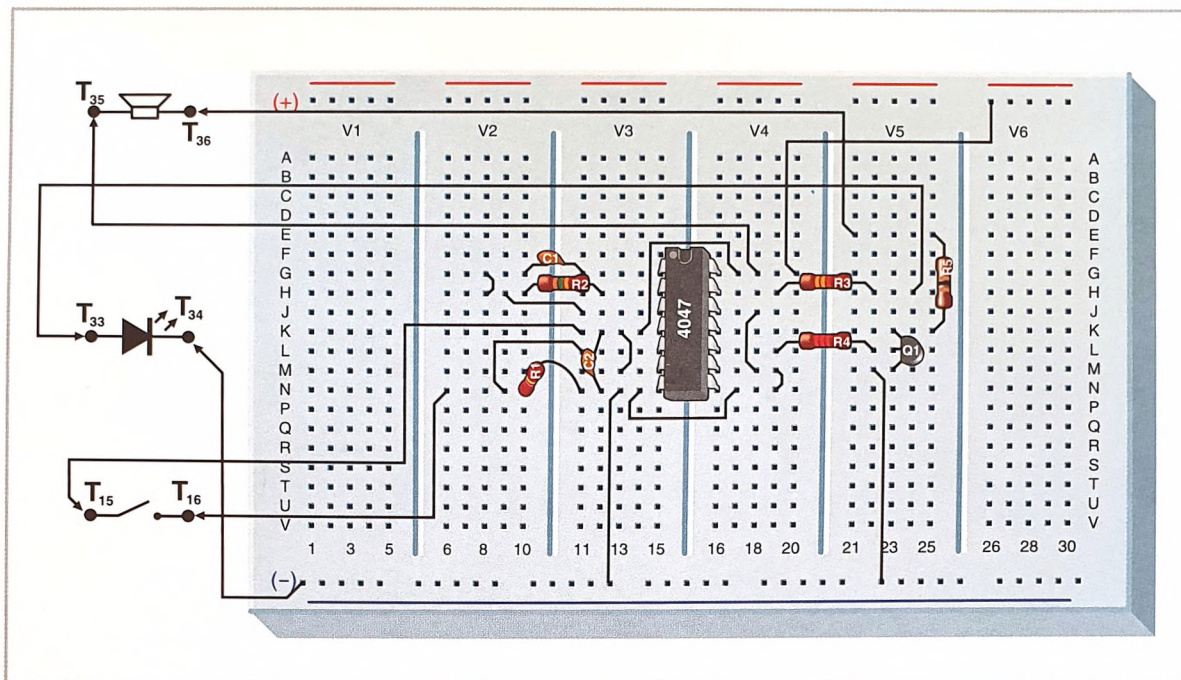 T35
T36
(+)
V1 V2 V3 V4 V5 V6
A A
B B
C C
D D
E E
F F
G G
H H
J J
K K
L L
M M
N N
P P
Q Q
R R
S S
T T
U U
V V
C1
R2
R3
R5
T33
T34
4047
R4
Q1
C2
R1
T15
T16
1 3 5 6 8 10 11 13 15 16 18 20 21 23 25 26 28 30
(-)